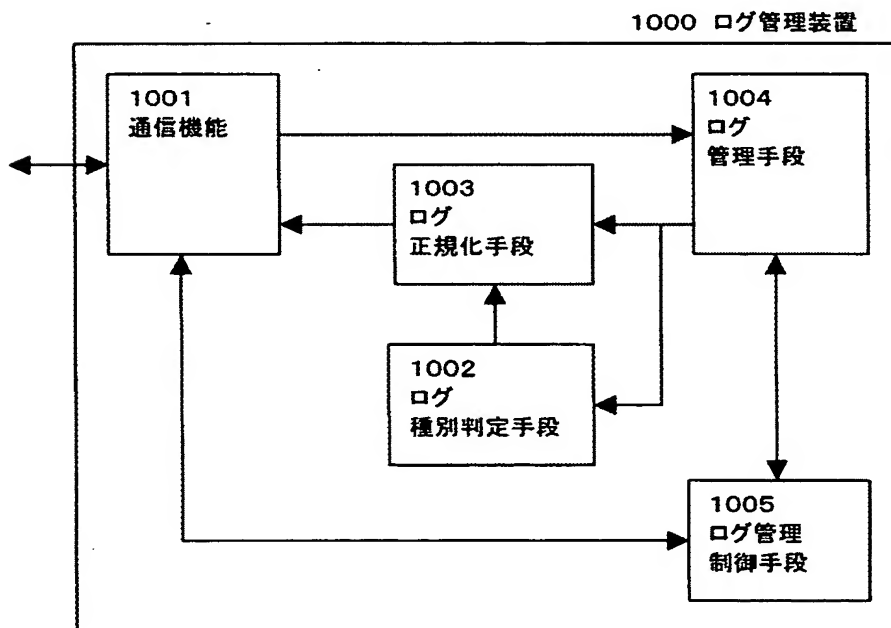 1000 ログ管理装置
1001
通信機能
1004
ログ
管理手段
1003
ログ
正規化手段
1002
ログ
種別判定手段
1005
ログ管理
制御手段